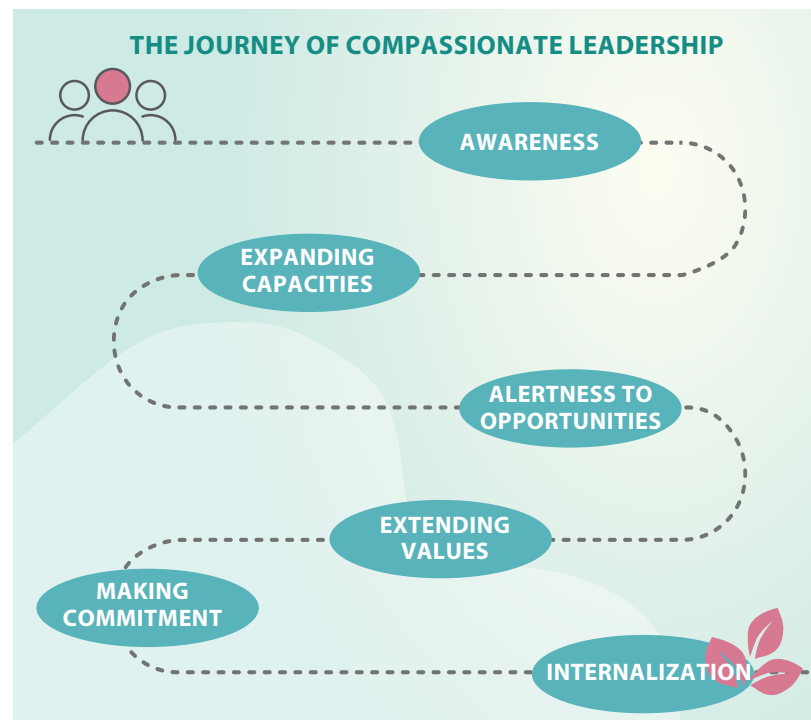 THE JOURNEY OF COMPASSIONATE LEADERSHIP
AWARENESS
EXPANDING
CAPACITIES
ALERTNESS TO
OPPORTUNITIES
EXTENDING
VALUES
MAKING
COMMITMENT
INTERNALIZATION